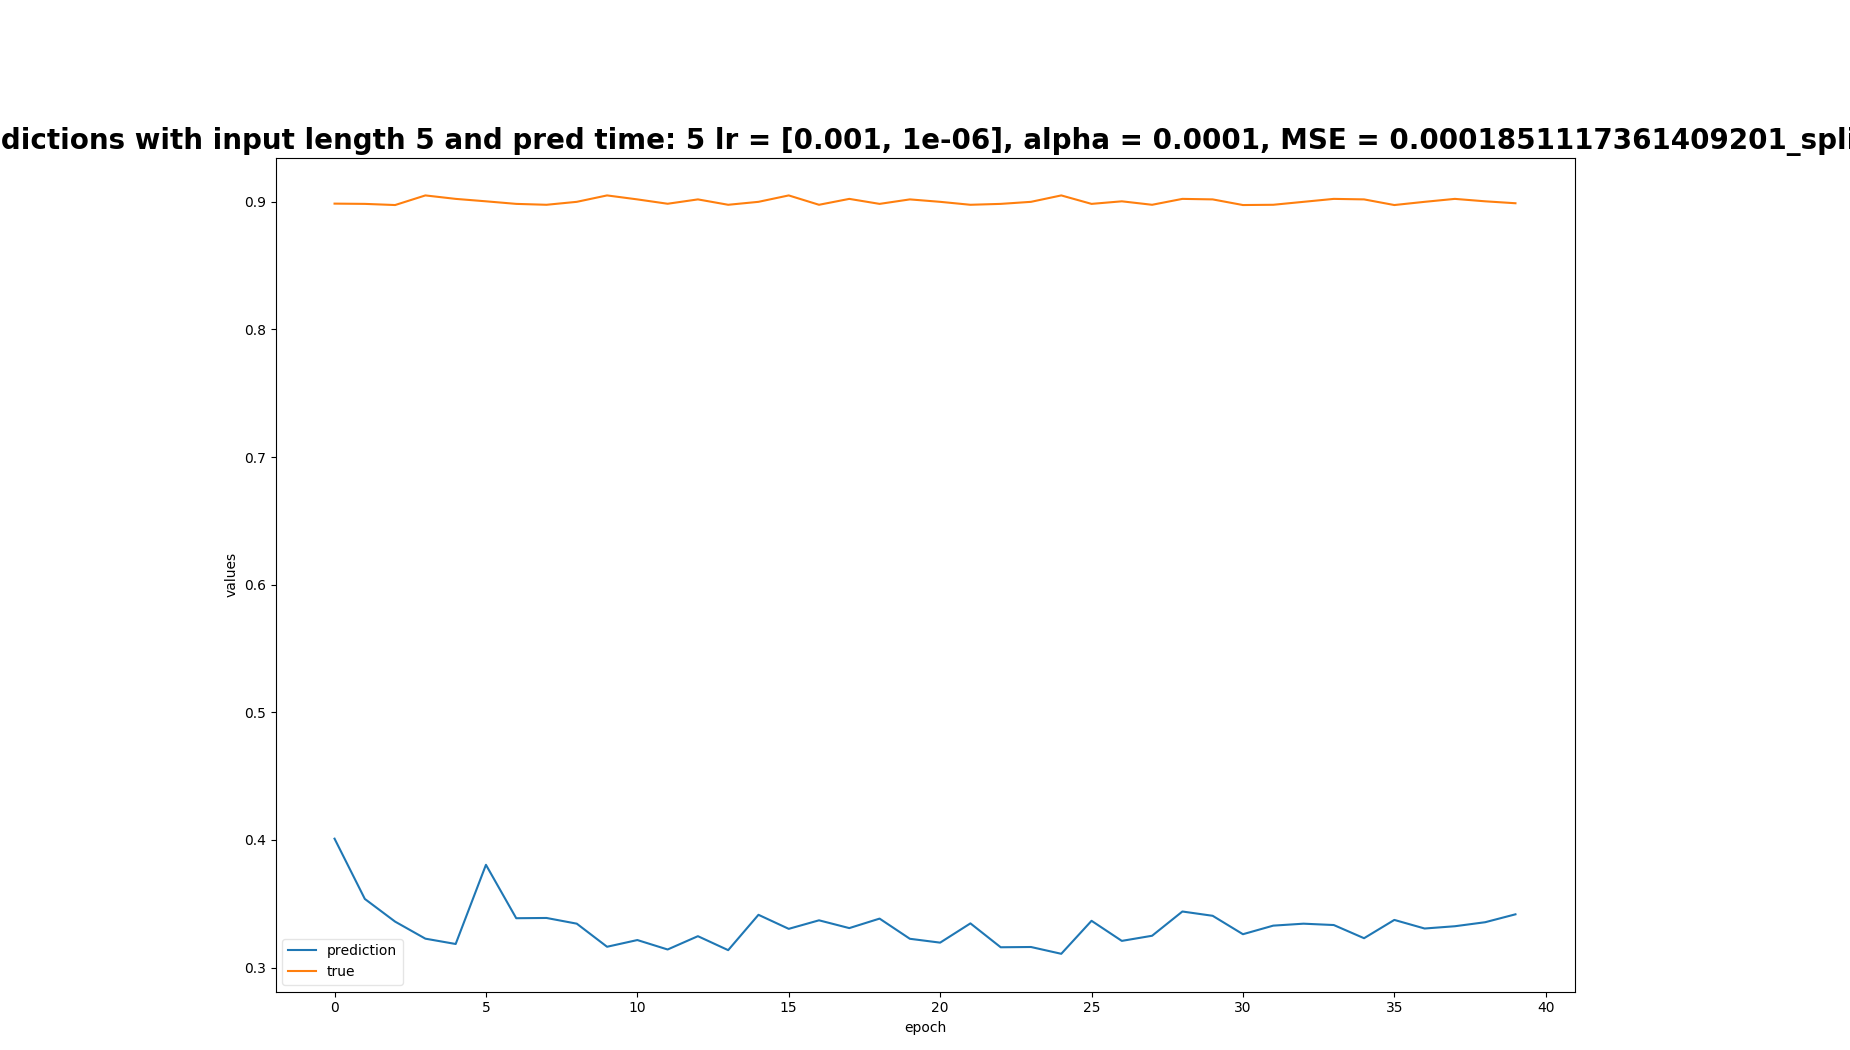 dictions with input length 5 and pred time: 5 lr = [0.001, 1e-06], alpha = 0.0001, MSE = 0.0001851117361409201_spli
0.9
0.8
0.7
0.6
0.5
0.4
0.3
values
prediction
true
0 5 10 15 20 25 30 35 40
epoch